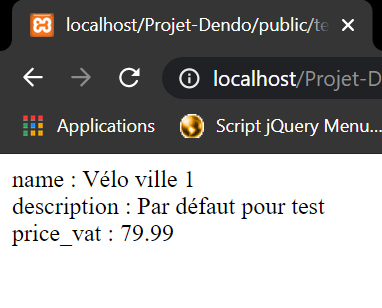 localhost/Projet-Dendo/public/te
localhost/Projet-D
Applications
Script jQuery Menu...
name : Vélo ville 1
description : Par défaut pour test
price_vat : 79.99